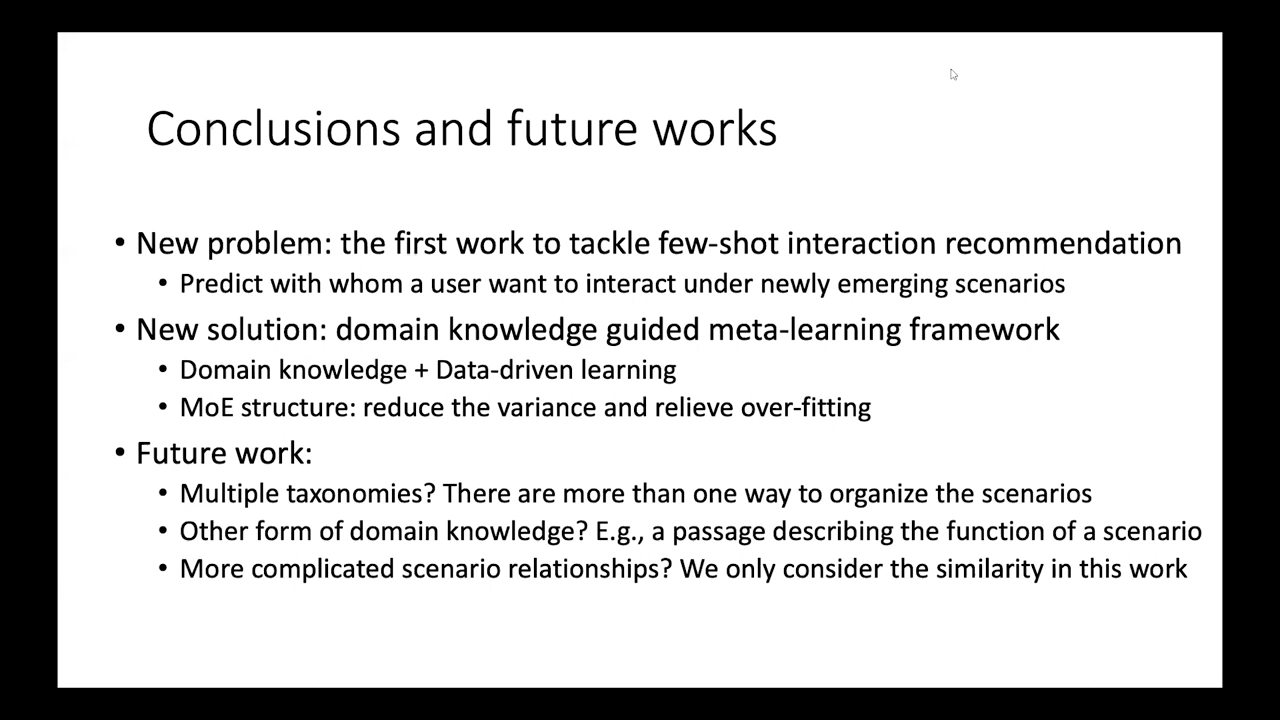 Conclusions and future works
• New problem: the first work to tackle few-shot interaction recommendation
• Predict with whom a user want to interact under newly emerging scenarios
• New solution: domain knowledge guided meta-learning framework
• Domain knowledge + Data-driven learning
• MoE structure: reduce the variance and relieve over-fitting
• Future work:
• Multiple taxonomies? There are more than one way to organize the scenarios
• Other form of domain knowledge? E.g., a passage describing the function of a scenario
• More complicated scenario relationships? We only consider the similarity in this work